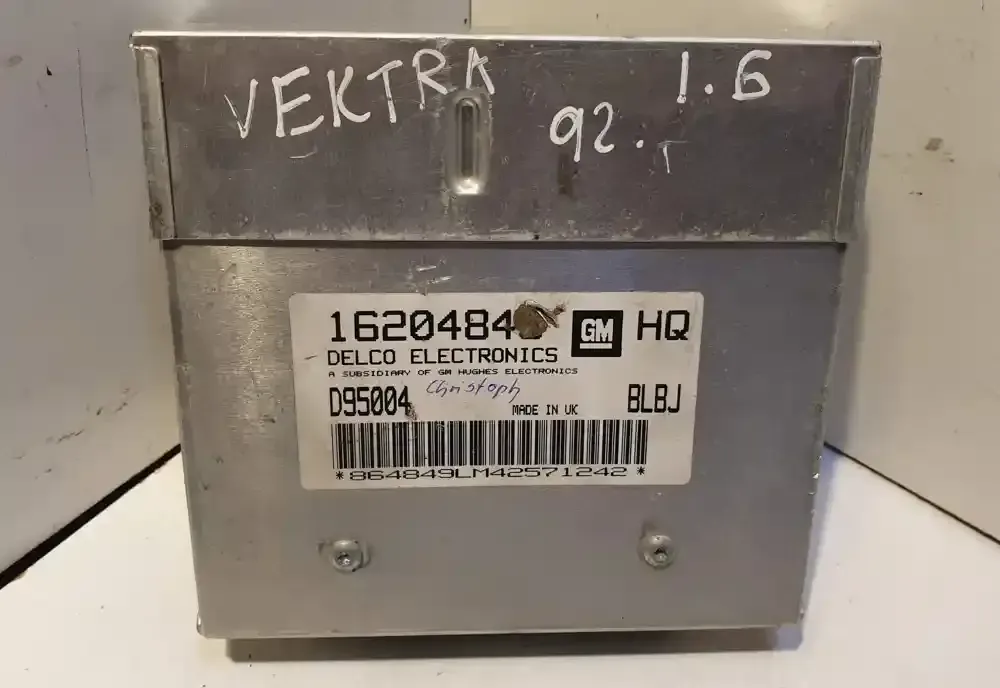 VEKTRA 1.6
92.
GM HQ
DELCO ELECTRONICS
A SUBSIDIARY OF GM HUGHES ELECTRONICS
Christoph
D95004 MADE IN UK BLBJ
*864849LM42571242*